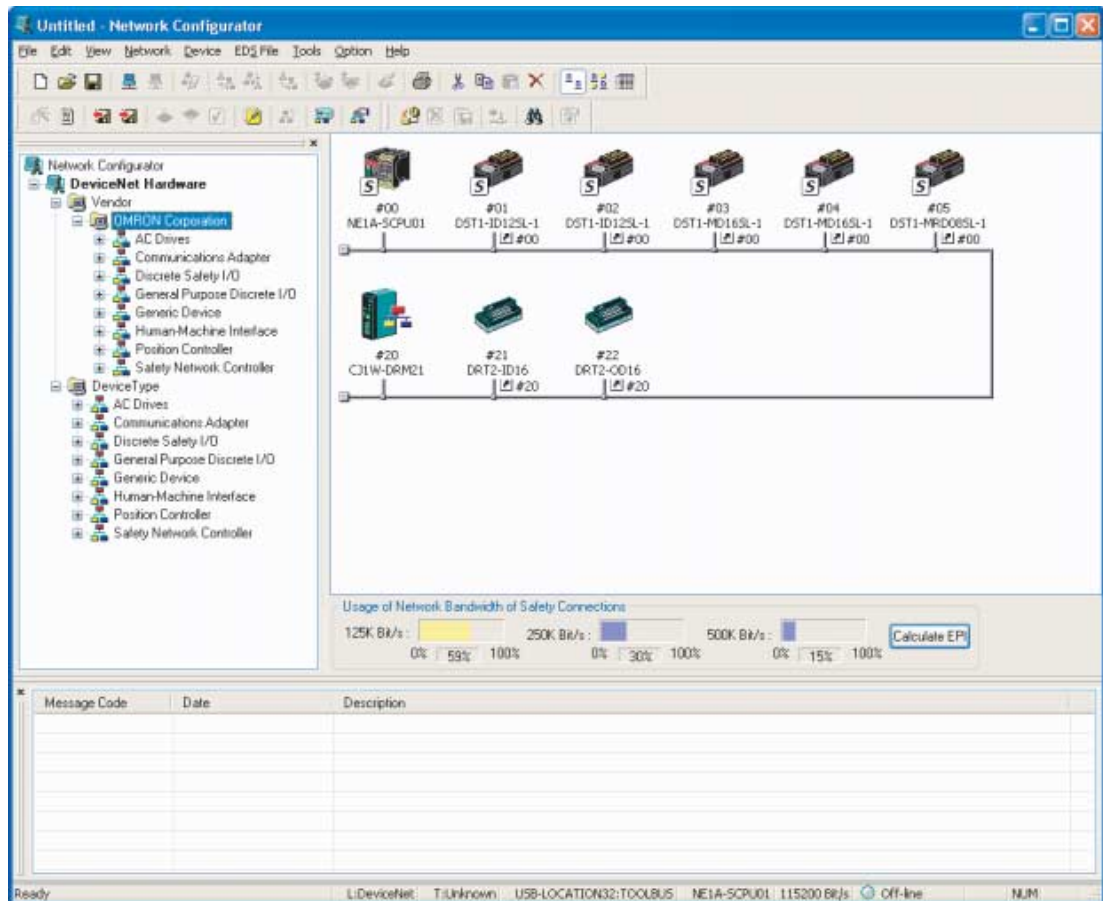 Untitled - Network Configurator
File Edit View Network Device EDS File Tools Option Help
Network Configurator
DeviceNet Hardware
Vendor
OMRON Corporation
AC Drives
Communications Adapter
Discrete Safety I/O
General Purpose Discrete I/O
Generic Device
Human-Machine Interface
Position Controller
Safety Network Controller
DeviceType
AC Drives
Communications Adapter
Discrete Safety I/O
General Purpose Discrete I/O
Generic Device
Human-Machine Interface
Position Controller
Safety Network Controller
S S S S S S
#00 #01 #02 #03 #04 #05
NE1A-SCPU01 DST1-ID12SL-1 DST1-ID12SL-1 DST1-MD16SL-1 DST1-MD16SL-1 DST1-MRD08SL-1
#00 #00 #00 #00 #00
#20 #21 #22
CJ1W-DRM21 DRT2-ID16 DRT2-OD16
#20 #20
Usage of Network Bandwidth of Safety Connections
125K Bit/s : 250K Bit/s : 500K Bit/s : Calculate EPI
0% 59% 100% 0% 30% 100% 0% 15% 100%
Message Code Date Description
Ready L:DeviceNet T:Unknown USB-LOCATION32:TOOLBUS NE1A-SCPU01 115200 Bit/s Off-line NUM